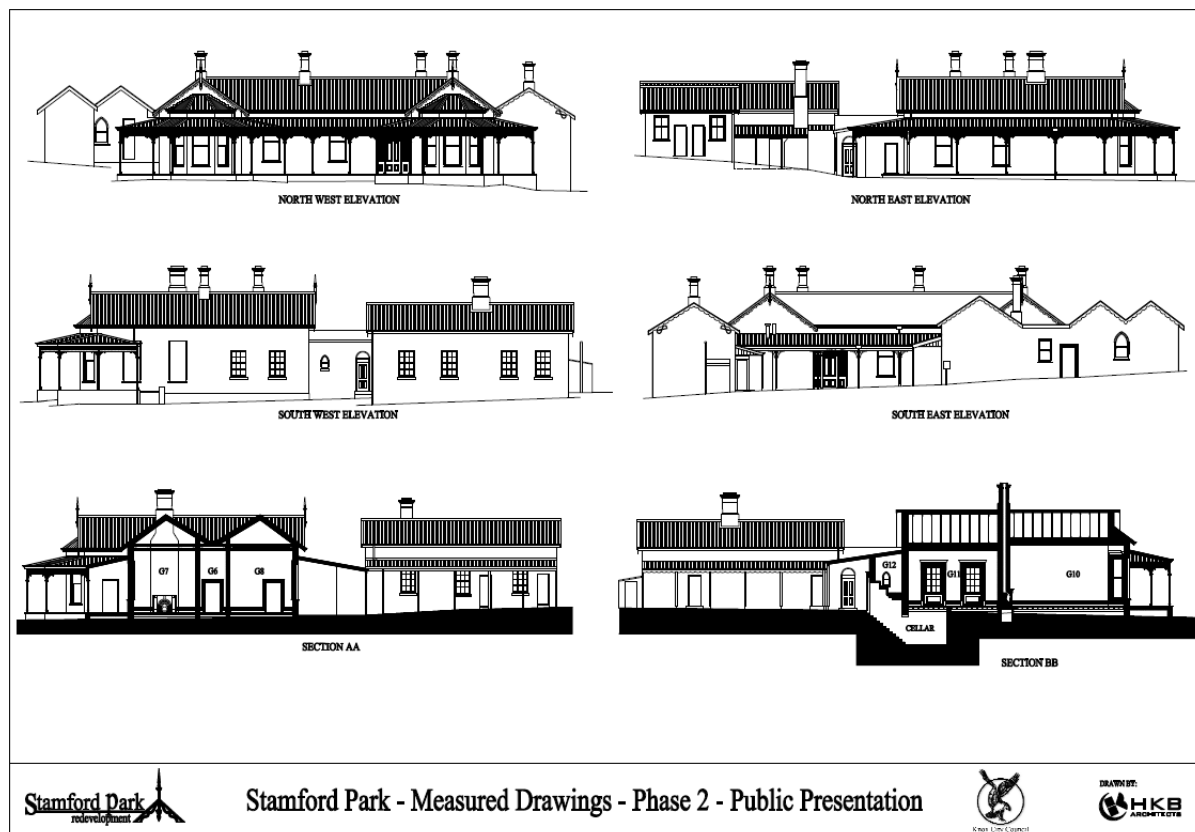 NORTH WEST ELEVATION
NORTH EAST ELEVATION
SOUTH WEST ELEVATION
SOUTH EAST ELEVATION
G7
G6
G8
SECTION AA
G12
G11
G10
CELLAR
SECTION BB
Stamford Park
redevelopment
Stamford Park - Measured Drawings - Phase 2 - Public Presentation
Knox City Council
DRAWN BY:
HKB
ARCHITECTS